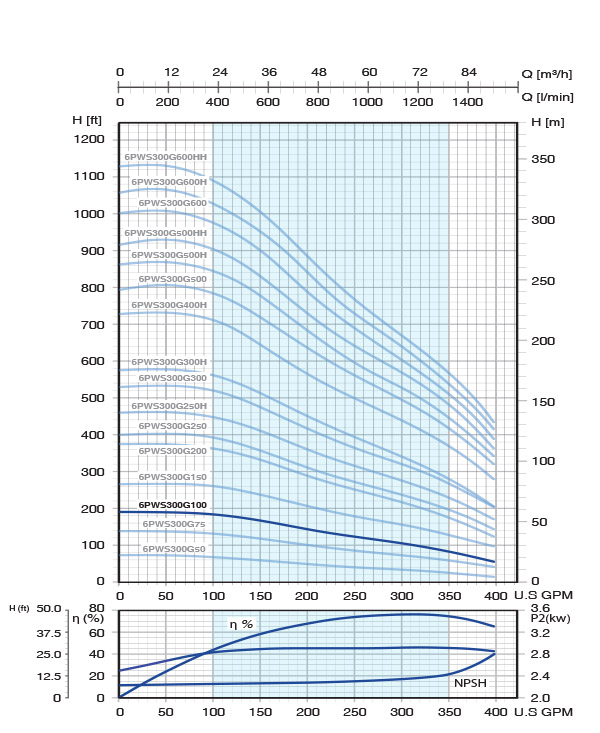 0 12 24 36 48 60 72 84 Q [m³/h]
0 200 400 600 800 1000 1200 1400 Q [l/min]
H [ft] H [m]
1200
1100
1000
900
800
700
600
500
400
300
200
100
0
350
300
250
200
150
100
50
0
6PWS300G600HH
6PWS300G600H
6PWS300G600
6PWS300Gs00HH
6PWS300Gs00H
6PWS300Gs00
6PWS300G400H
6PWS300G300H
6PWS300G300
6PWS300G2s0H
6PWS300G2s0
6PWS300G200
6PWS300G1s0
6PWS300G100
6PWS300G7s
6PWS300Gs0
0 50 100 150 200 250 300 350 400 U.S GPM
H (ft) 50.0 η (%) 80 3.6 P2(kw)
37.5 60 3.2
25.0 40 2.8
12.5 20 2.4
0 0 2.0
η %
NPSH
0 50 100 150 200 250 300 350 400 U.S GPM